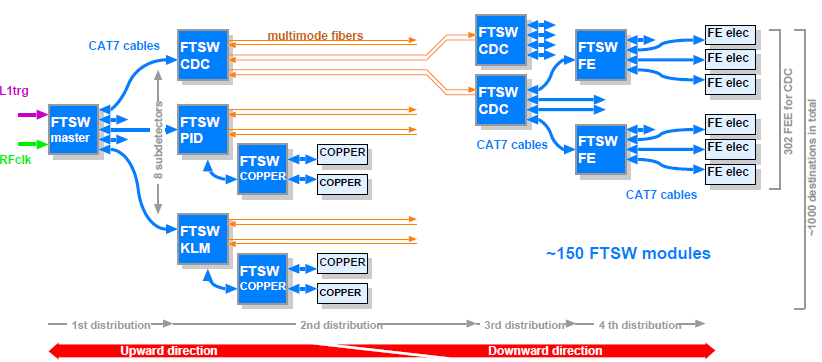 CAT7 cables
multimode fibers
FTSW
CDC
FTSW
CDC
FTSW
FE
FE elec
FE elec
FE elec
L1trg
FTSW
master
RFclk
8 subdetectors
FTSW
PID
FTSW
COPPER
COPPER
COPPER
FTSW
CDC
CAT7 cables
FTSW
FE
FE elec
FE elec
FE elec
CAT7 cables
302 FEE for CDC
~1000 destinations in total
FTSW
KLM
FTSW
COPPER
COPPER
COPPER
~150 FTSW modules
1st distribution
2nd distribution
3rd distribution
4 th distribution
Upward direction
Downward direction